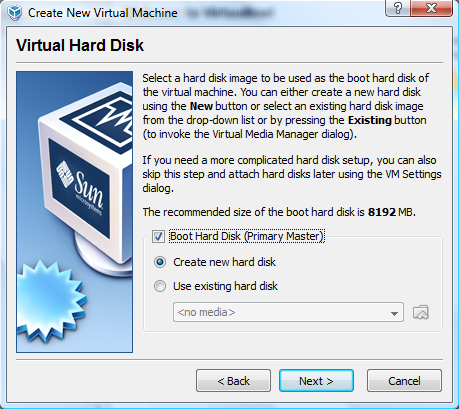 Create New Virtual Machine
Virtual Hard Disk
Select a hard disk image to be used as the boot hard disk of
the virtual machine. You can either create a new hard disk
using the New button or select an existing hard disk image
from the drop-down list or by pressing the Existing button
(to invoke the Virtual Media Manager dialog).
If you need a more complicated hard disk setup, you can also
skip this step and attach hard disks later using the VM Settings
dialog.
The recommended size of the boot hard disk is 8192 MB.
Boot Hard Disk (Primary Master)
Create new hard disk
Use existing hard disk
<no media>
Sun
microsystems
< Back
Next >
Cancel